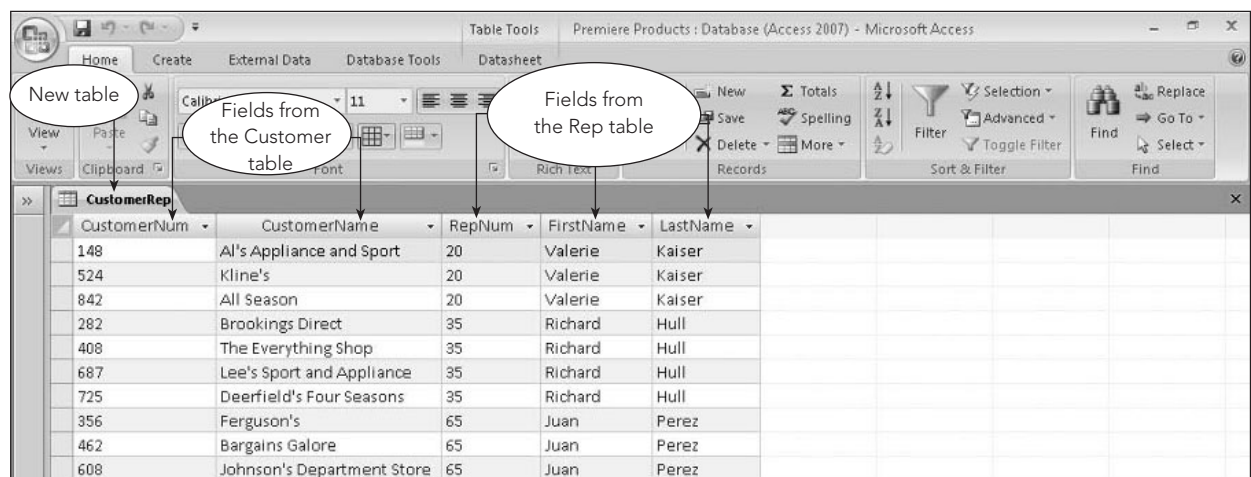 Table Tools Premiere Products : Database (Access 2007) - Microsoft Access
Home Create External Data Database Tools Datasheet
New table
Fields from
the Customer
table
Fields from
the Rep table
11
New Σ Totals
Save Spelling
Delete More
View Paste
Filter
Selection
Advanced
Toggle Filter
Find
Replace
Go To
Select
Views Clipboard Font Rich Text Records Sort & Filter Find
CustomerRep
CustomerNum CustomerName RepNum FirstName LastName
148 Al's Appliance and Sport 20 Valerie Kaiser
524 Kline's 20 Valerie Kaiser
842 All Season 20 Valerie Kaiser
282 Brookings Direct 35 Richard Hull
408 The Everything Shop 35 Richard Hull
687 Lee's Sport and Appliance 35 Richard Hull
725 Deerfield's Four Seasons 35 Richard Hull
356 Ferguson's 65 Juan Perez
462 Bargains Galore 65 Juan Perez
608 Johnson's Department Store 65 Juan Perez